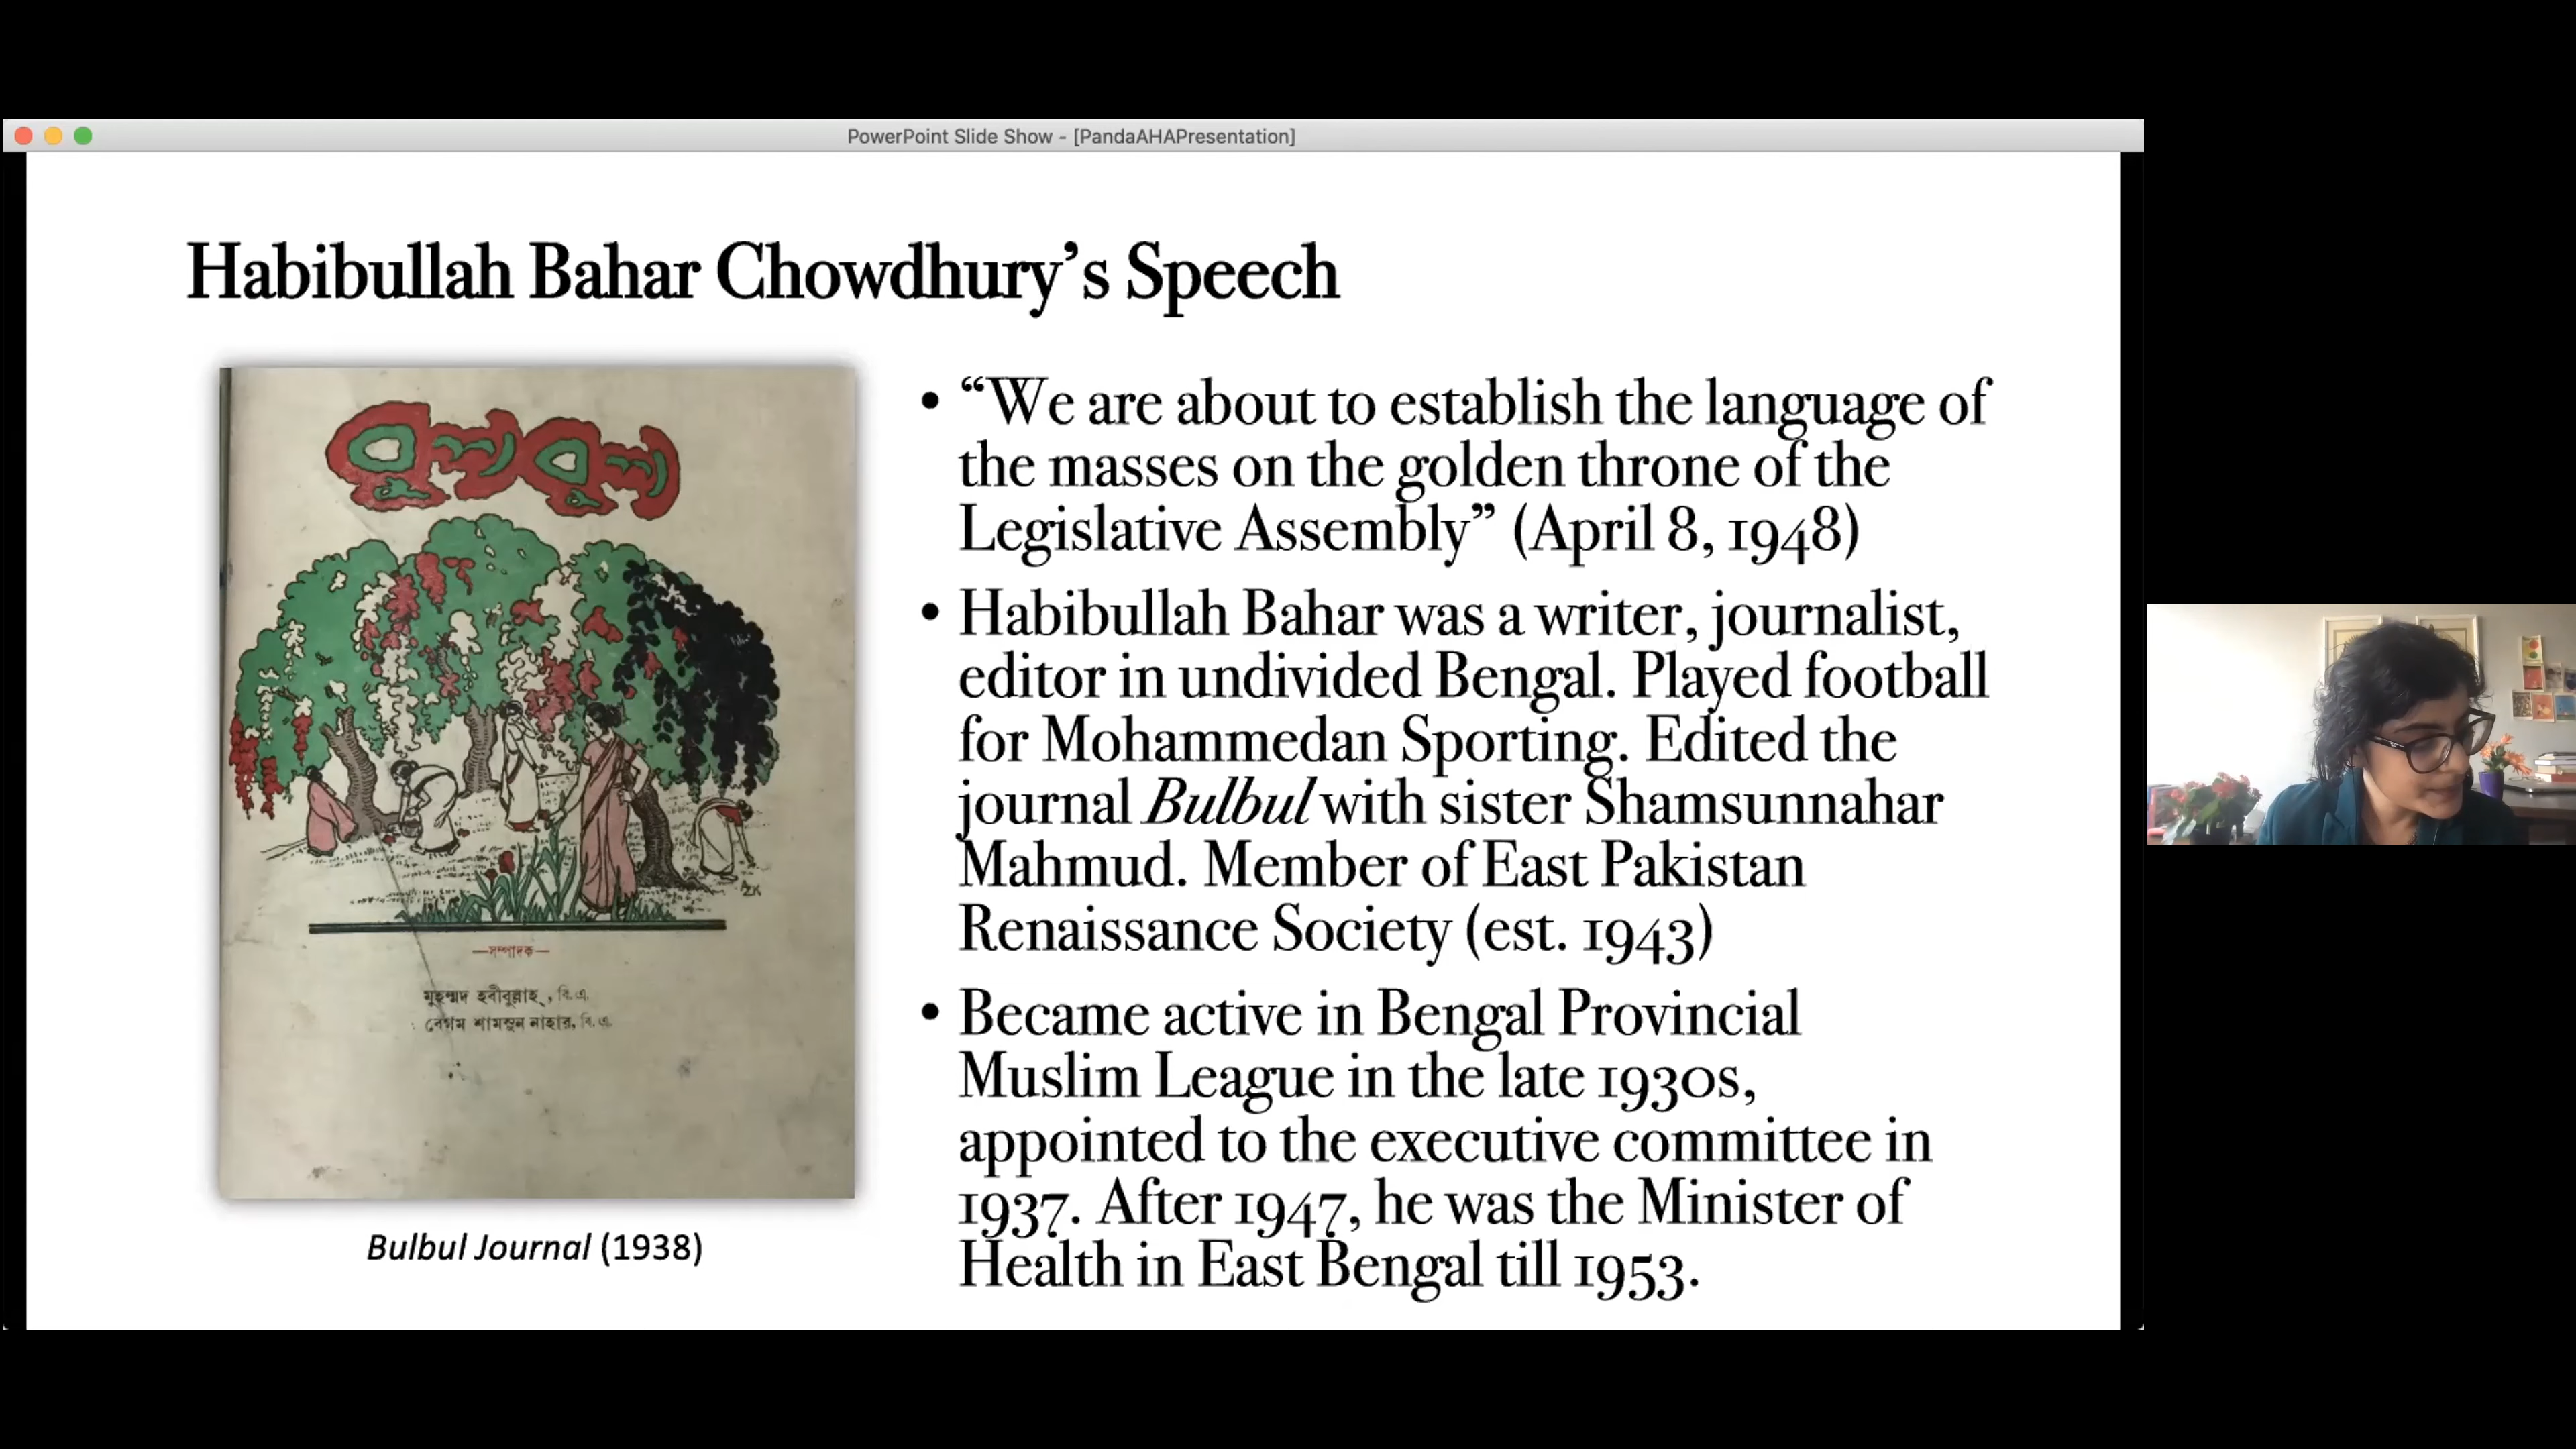 PowerPoint Slide Show - [PandaAHAPresentation]
Habibullah Bahar Chowdhury’s Speech
বুলবুল
—সম্পাদক—
মুহম্মদ হবীবুল্লাহ্, বি.এ.
বেগম শামসুন নাহার, বি.এ.
Bulbul Journal (1938)
• “We are about to establish the language of
the masses on the golden throne of the
Legislative Assembly” (April 8, 1948)
• Habibullah Bahar was a writer, journalist,
editor in undivided Bengal. Played football
for Mohammedan Sporting. Edited the
journal Bulbul with sister Shamsunnahar
Mahmud. Member of East Pakistan
Renaissance Society (est. 1943)
• Became active in Bengal Provincial
Muslim League in the late 1930s,
appointed to the executive committee in
1937. After 1947, he was the Minister of
Health in East Bengal till 1953.